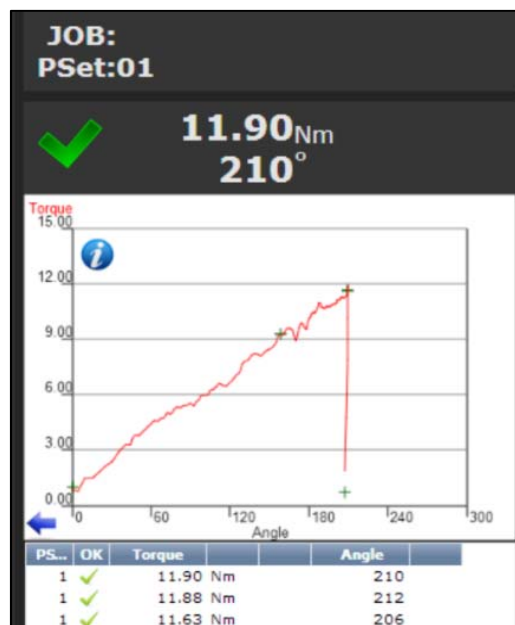 JOB:
PSet:01
11.90Nm
210°
Torque
15.00
12.00
9.00
6.00
3.00
0.00
0 60 120 180 240 300
Angle
PS... OK Torque Angle
1 11.90 Nm 210
1 11.88 Nm 212
1 11.63 Nm 206